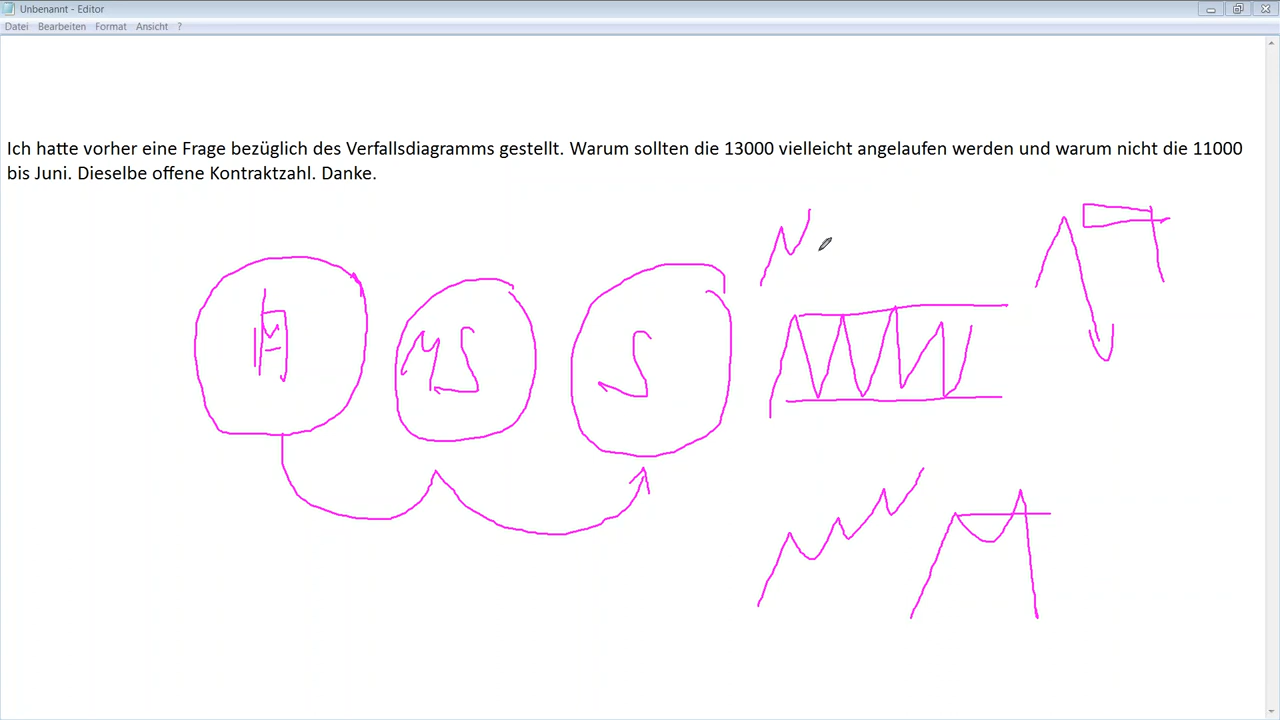 Unbenannt - Editor
Datei Bearbeiten Format Ansicht ?
Ich hatte vorher eine Frage bezüglich des Verfallsdiagramms gestellt. Warum sollten die 13000 vielleicht angelaufen werden und warum nicht die 11000
bis Juni. Dieselbe offene Kontraktzahl. Danke.
MS S